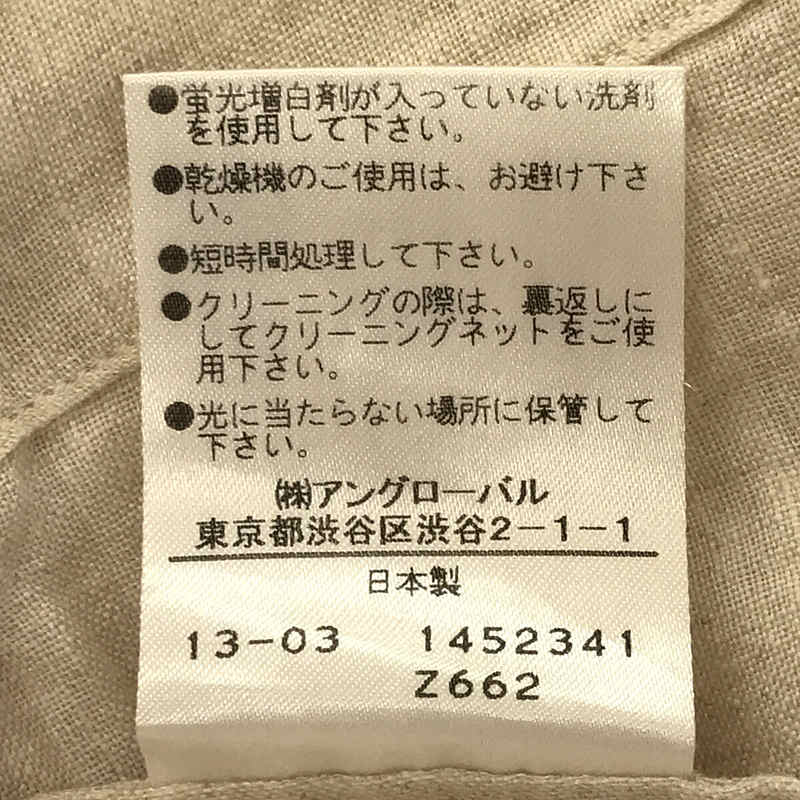 ●蛍光増白剤が入っていない洗剤
を使用して下さい。
●乾燥機のご使用は、お避け下さ
い。
●短時間処理して下さい。
●クリーニングの際は、裏返しに
してクリーニングネットをご使
用下さい。
●光に当たらない場所に保管して
下さい。
㈱アングローバル
東京都渋谷区渋谷2-1-1
日本製
13-03 1452341
Z662